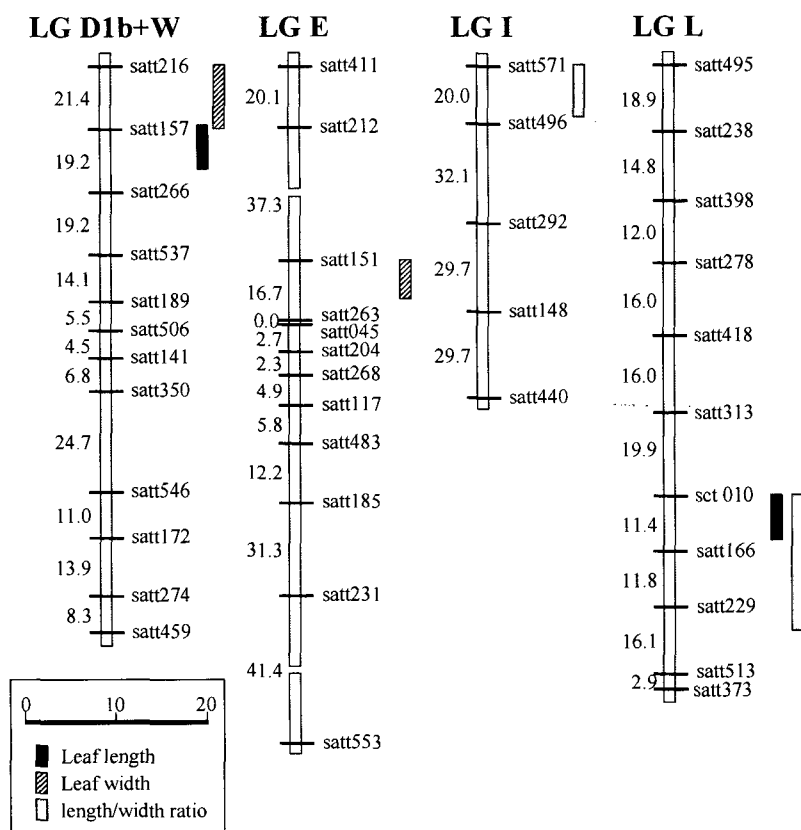 LG D1b+W
satt216
21.4
satt157
19.2
satt266
19.2
satt537
14.1
satt189
5.5
satt506
4.5
satt141
6.8
satt350
24.7
satt546
11.0
satt172
13.9
satt274
8.3
satt459
LG E
satt411
20.1
satt212
37.3
satt151
16.7
satt263
0.0
satt045
2.7
satt204
2.3
satt268
4.9
satt117
5.8
satt483
12.2
satt185
31.3
satt231
41.4
satt553
LG I
satt571
20.0
satt496
32.1
satt292
29.7
satt148
29.7
satt440
LG L
satt495
18.9
satt238
14.8
satt398
12.0
satt278
16.0
satt418
16.0
satt313
19.9
sct 010
11.4
satt166
11.8
satt229
16.1
satt513
2.9
satt373
0 10 20
Leaf length
Leaf width
length/width ratio